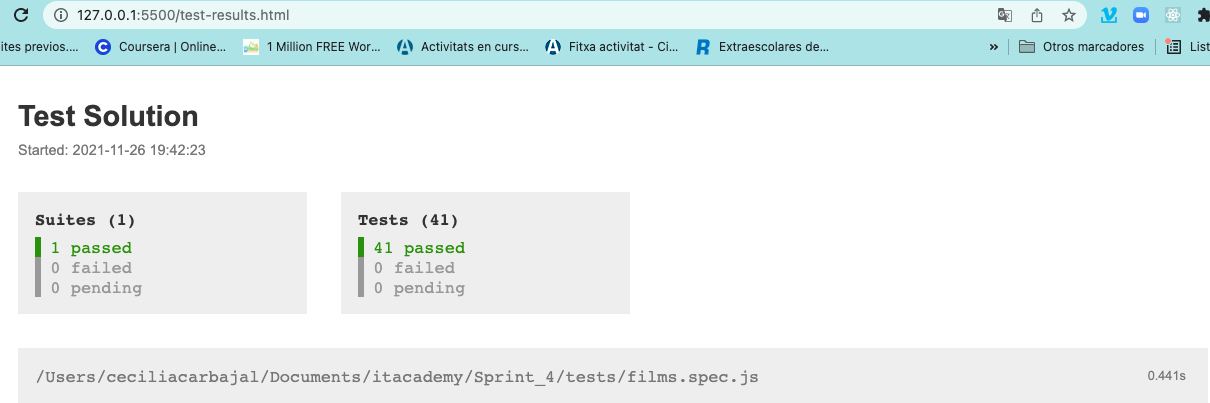 127.0.0.1:5500/test-results.html
ites previos.... Coursera | Online... 1 Million FREE Wor... Activitats en curs... Fitxa activitat - Ci... Extraescolares de... » Otros marcadores List
Test Solution
Started: 2021-11-26 19:42:23
Suites (1)
1 passed
0 failed
0 pending
Tests (41)
41 passed
0 failed
0 pending
/Users/ceciliacarbajal/Documents/itacademy/Sprint_4/tests/films.spec.js 0.441s